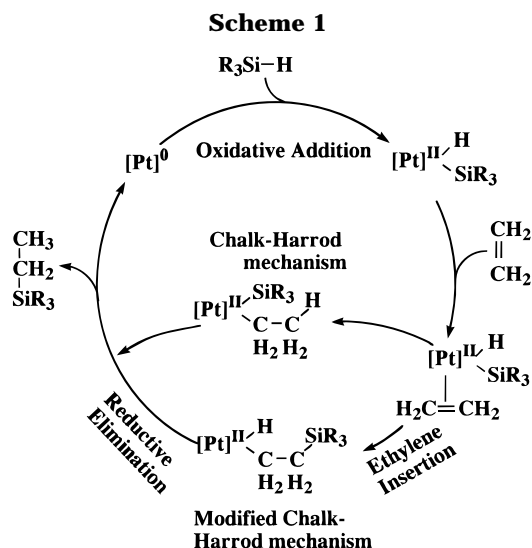 Scheme 1
R3Si−H
[Pt]0
Oxidative Addition
[Pt]II
H
SiR3
CH3
CH2
SiR3
Chalk-Harrod
mechanism
CH2
CH2
[Pt]II
SiR3
H
C−C
H2 H2
[Pt]II
H
SiR3
H2C=CH2
Reductive
Elimination
[Pt]II
H
SiR3
C−C
H2 H2
Ethylene
Insertion
Modified Chalk-
Harrod mechanism